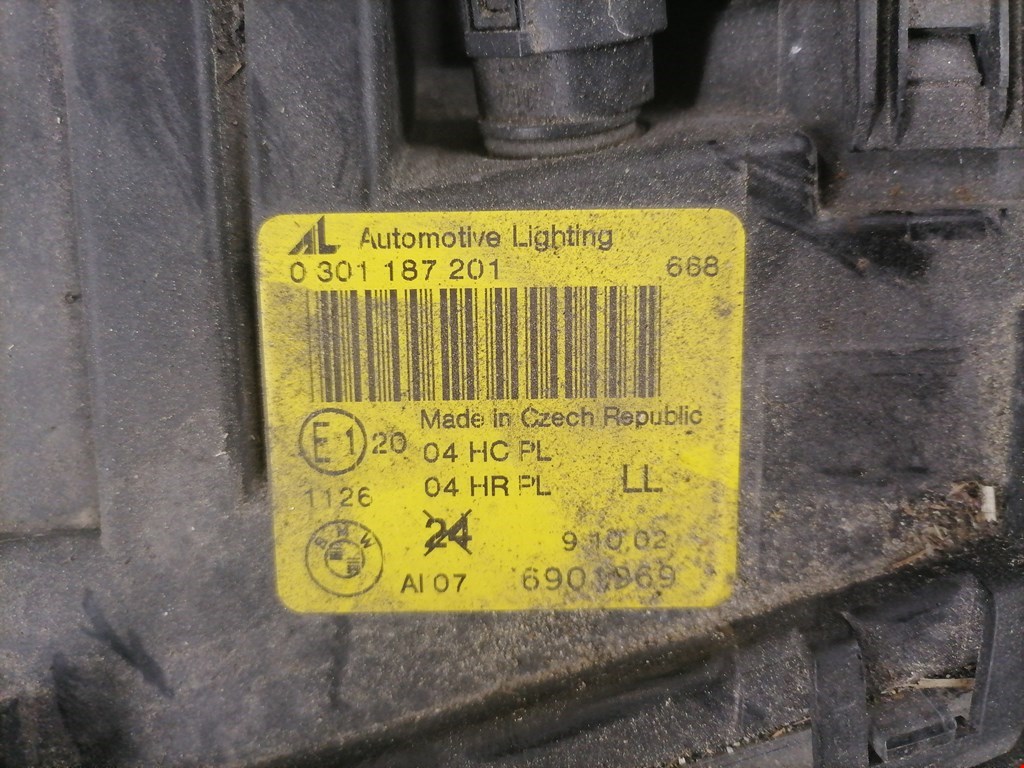 AL Automotive Lighting
0 301 187 201 668
Made in Czech Republic
E1 20 04 HC PL
04 HR PL LL
1126
24 9.10.02
BMW
AI 07 6901969